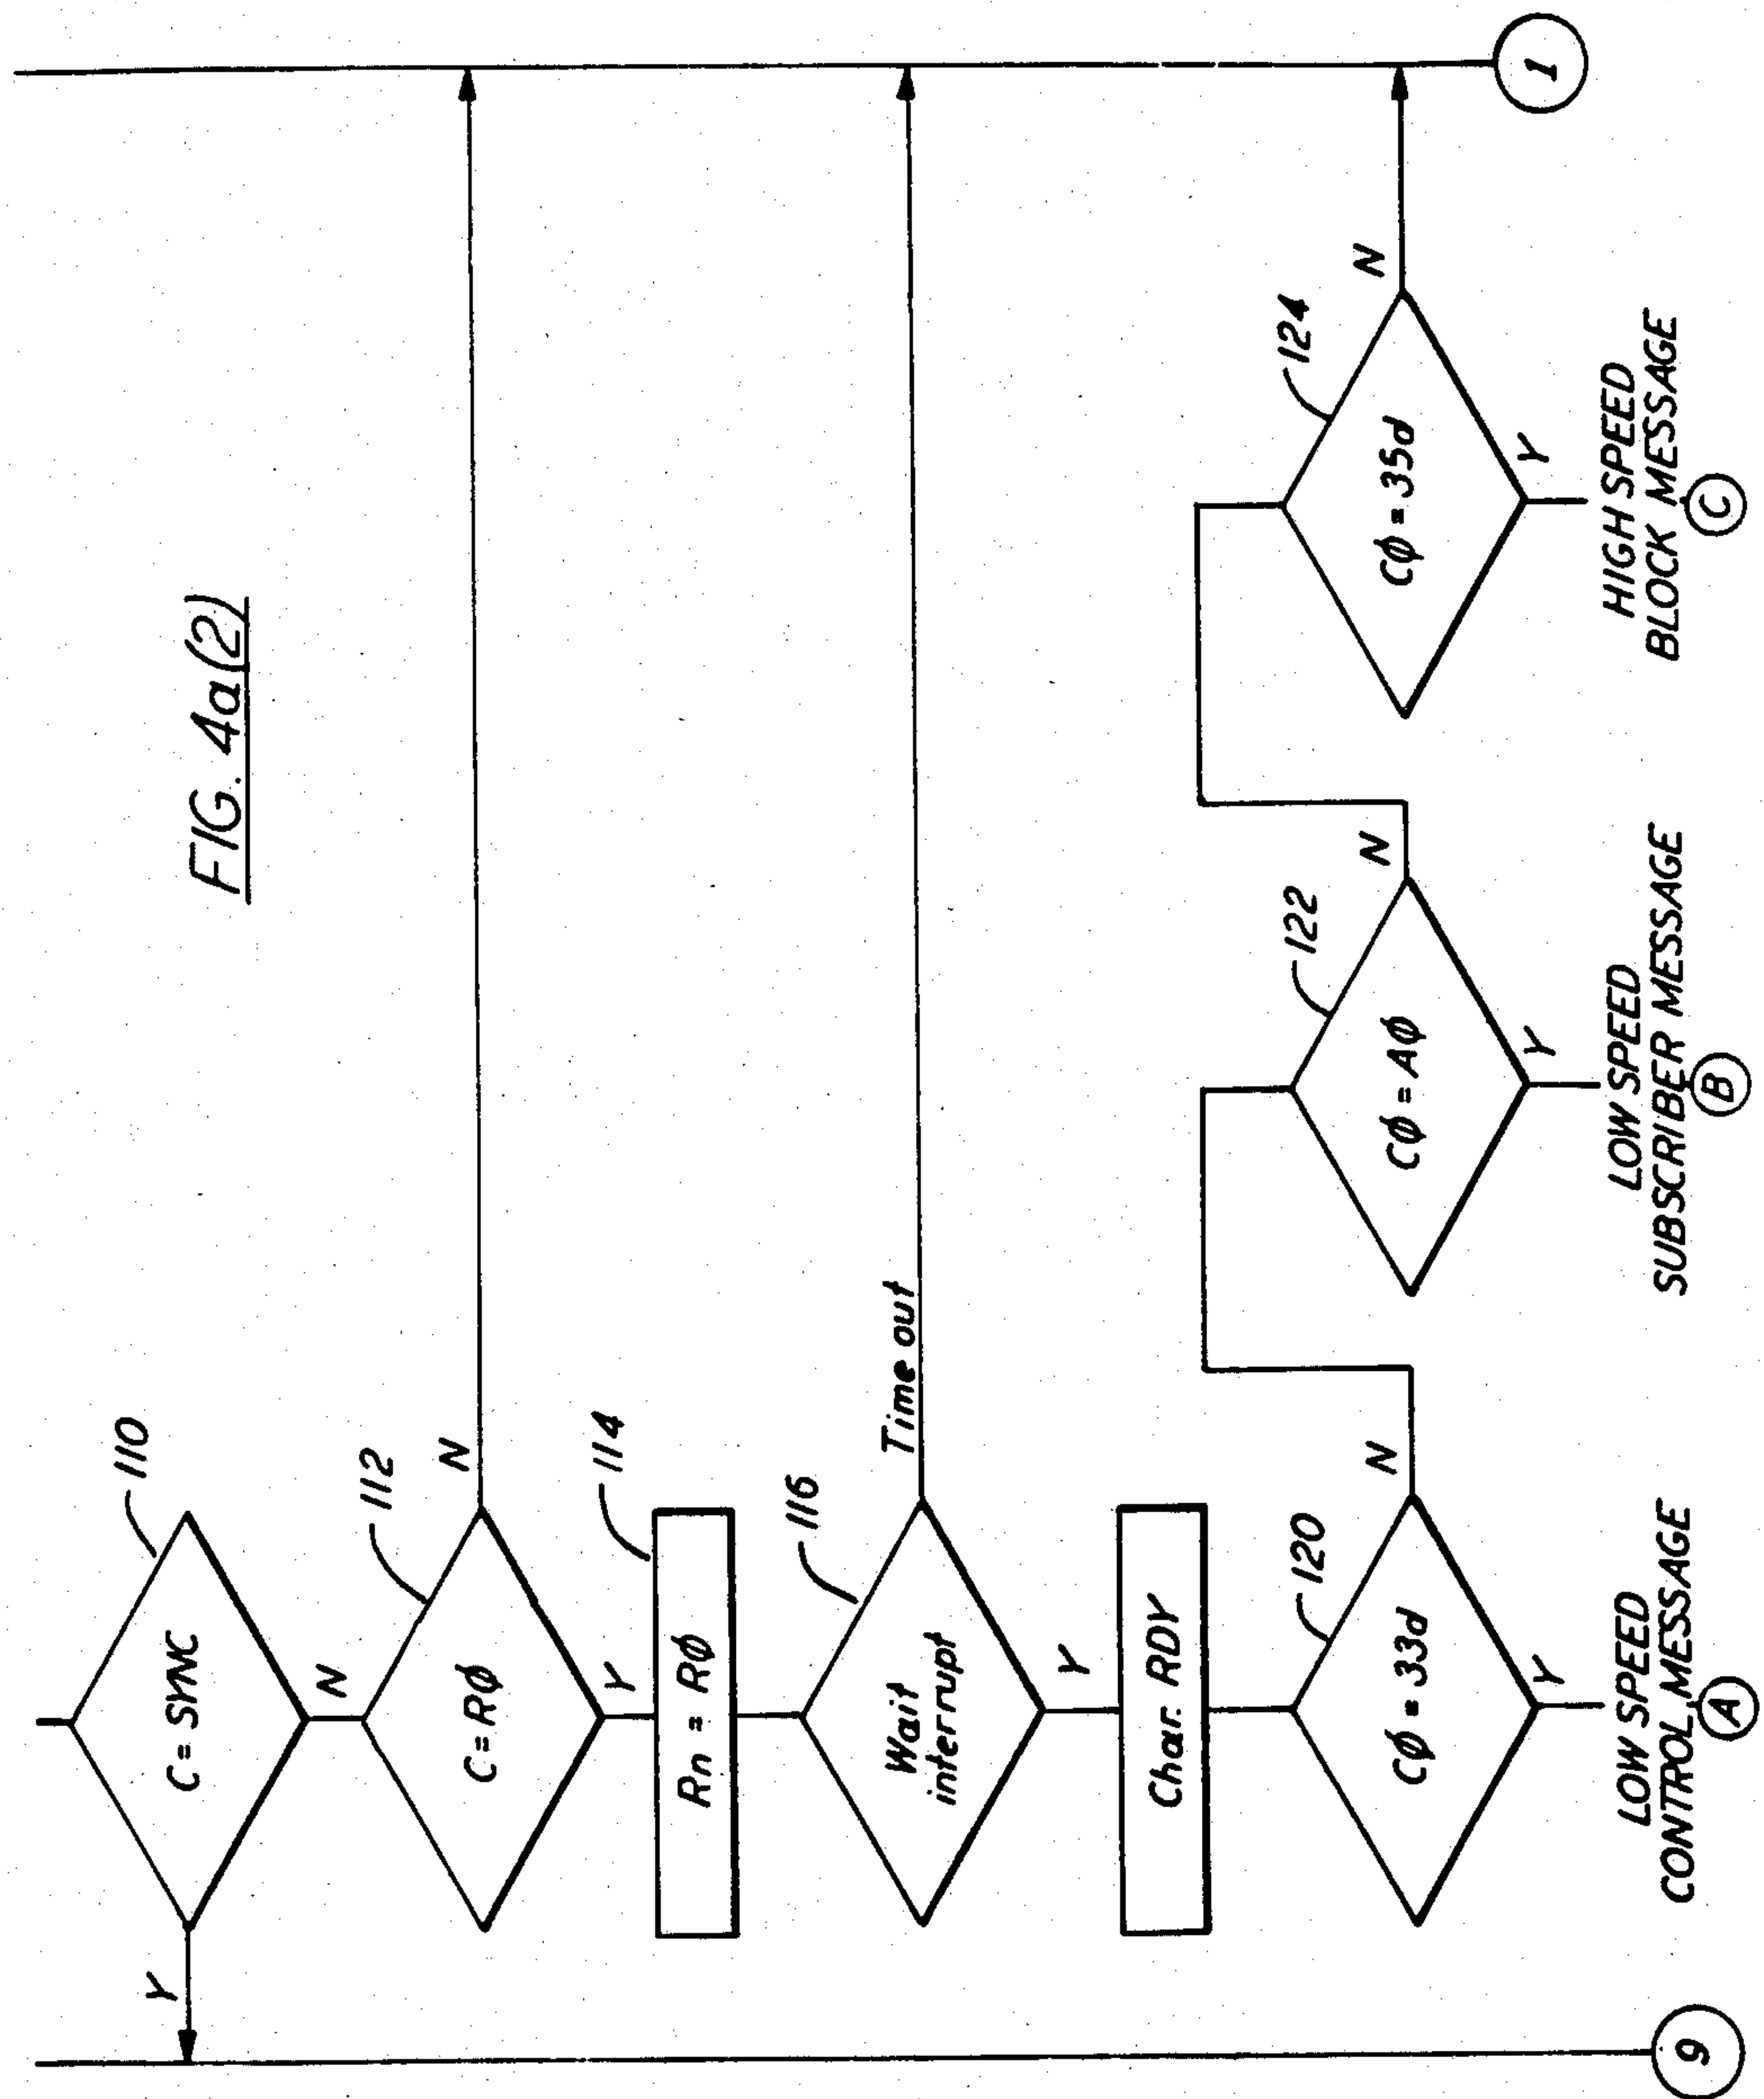 FIG. 4a(2)
110
C = SYNC
Y
N
112
C = RØ
N
Y
114
Rn = RØ
116
Wait
interrupt
Time out
Y
Char. RDY
120
CØ = 33d
N
Y
LOW SPEED
CONTROL MESSAGE
A
122
CØ = AØ
N
Y
LOW SPEED
SUBSCRIBER MESSAGE
B
124
CØ = 35d
N
Y
HIGH SPEED
BLOCK MESSAGE
C
9
1